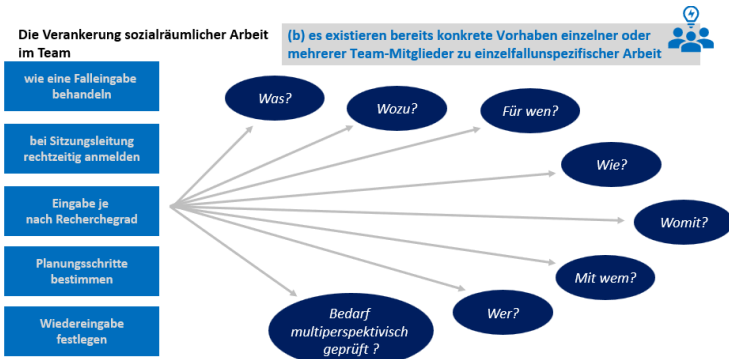 Die Verankerung sozialräumlicher Arbeit
im Team
(b) es existieren bereits konkrete Vorhaben einzelner oder
mehrerer Team-Mitglieder zu einzelfallunspezifischer Arbeit
wie eine Falleingabe
behandeln
bei Sitzungsleitung
rechtzeitig anmelden
Eingabe je
nach Recherchegrad
Planungsschritte
bestimmen
Wiedereingabe
festlegen
Was?
Wozu?
Für wen?
Wie?
Womit?
Mit wem?
Wer?
Bedarf
multiperspektivisch
geprüft ?